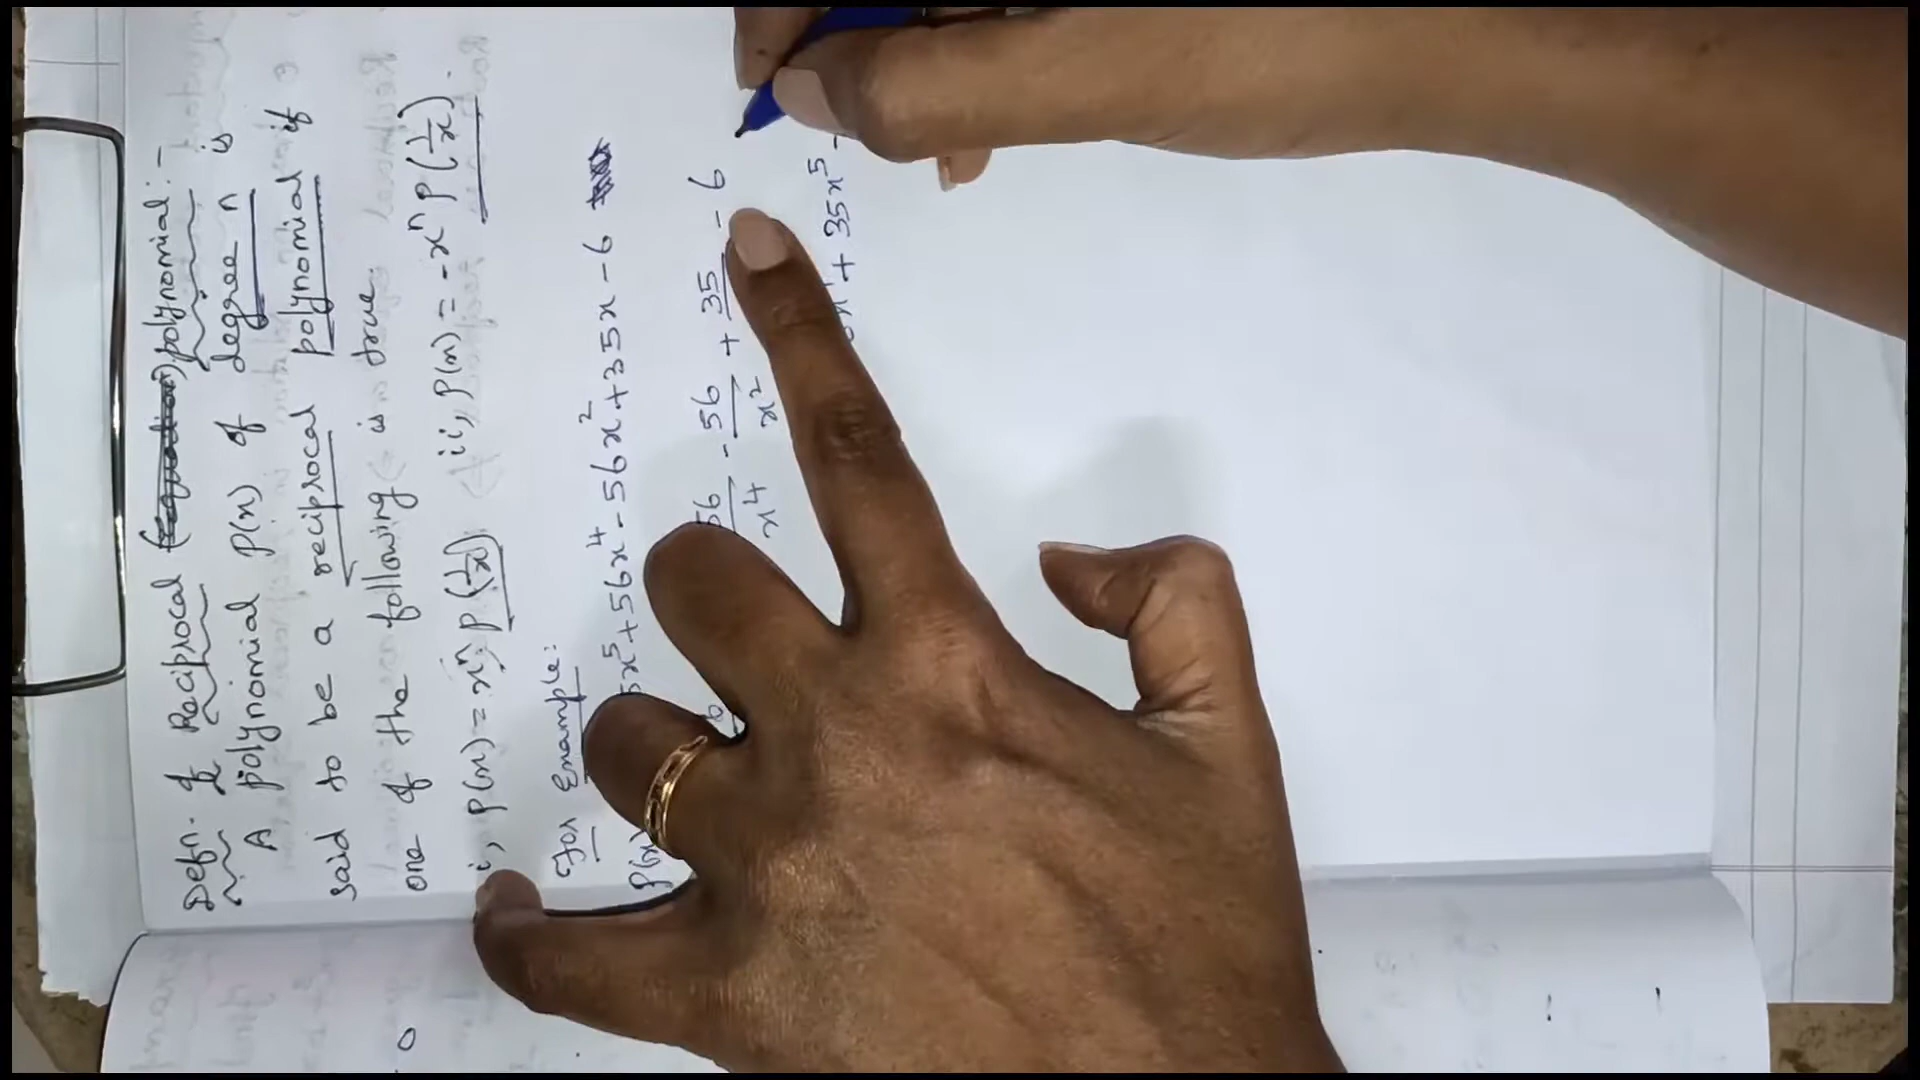 Defn. of Reciprocal polynomial:-
A polynomial P(x) of degree n is
said to be a reciprocal polynomial if
one of the following is true.
i, P(x) = xⁿ P(1/x) ii, P(x) = -xⁿ P(1/x).
For Example:
P(x) 5x⁵+56x⁴-56x²+35x-6
6 56/x⁴ - 56/x² + 35 - 6
+ 35x⁵ -